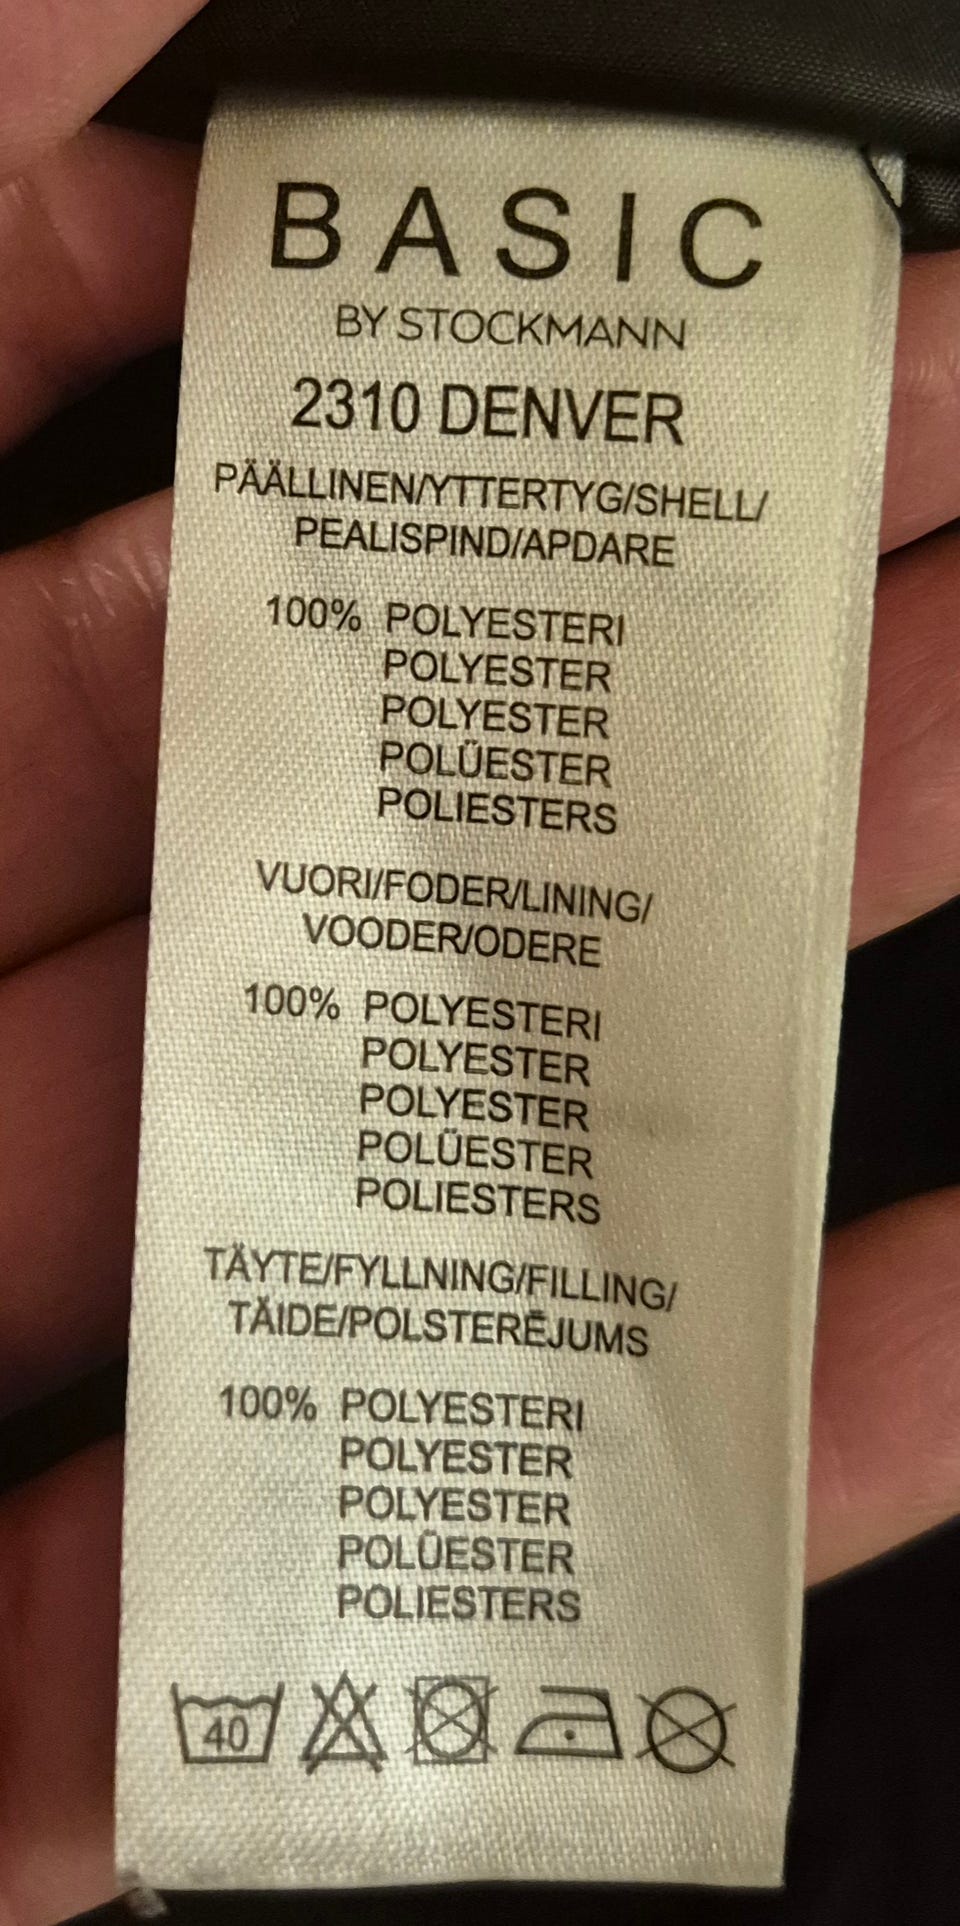 BASIC
BY STOCKMANN
2310 DENVER
PÄÄLLINEN/YTTERTYG/SHELL/
PEALISPIND/APDARE
100% POLYESTERI
POLYESTER
POLYESTER
POLÜESTER
POLIESTERS
VUORI/FODER/LINING/
VOODER/ODERE
100% POLYESTERI
POLYESTER
POLYESTER
POLÜESTER
POLIESTERS
TÄYTE/FYLLNING/FILLING/
TÄIDE/POLSTERĒJUMS
100% POLYESTERI
POLYESTER
POLYESTER
POLÜESTER
POLIESTERS
40